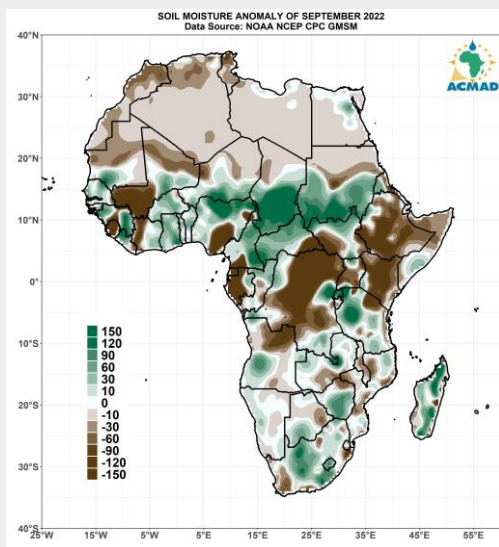 SOIL MOISTURE ANOMALY OF SEPTEMBER 2022
Data Source: NOAA NCEP CPC GMSM
ACMAD
40°N
30°N
20°N
10°N
0°
10°S
20°S
30°S
40°S
150
120
90
60
30
10
0
-10
-30
-60
-90
-120
-150
25°W 15°W 5°W 5°E 15°E 25°E 35°E 45°E 55°E